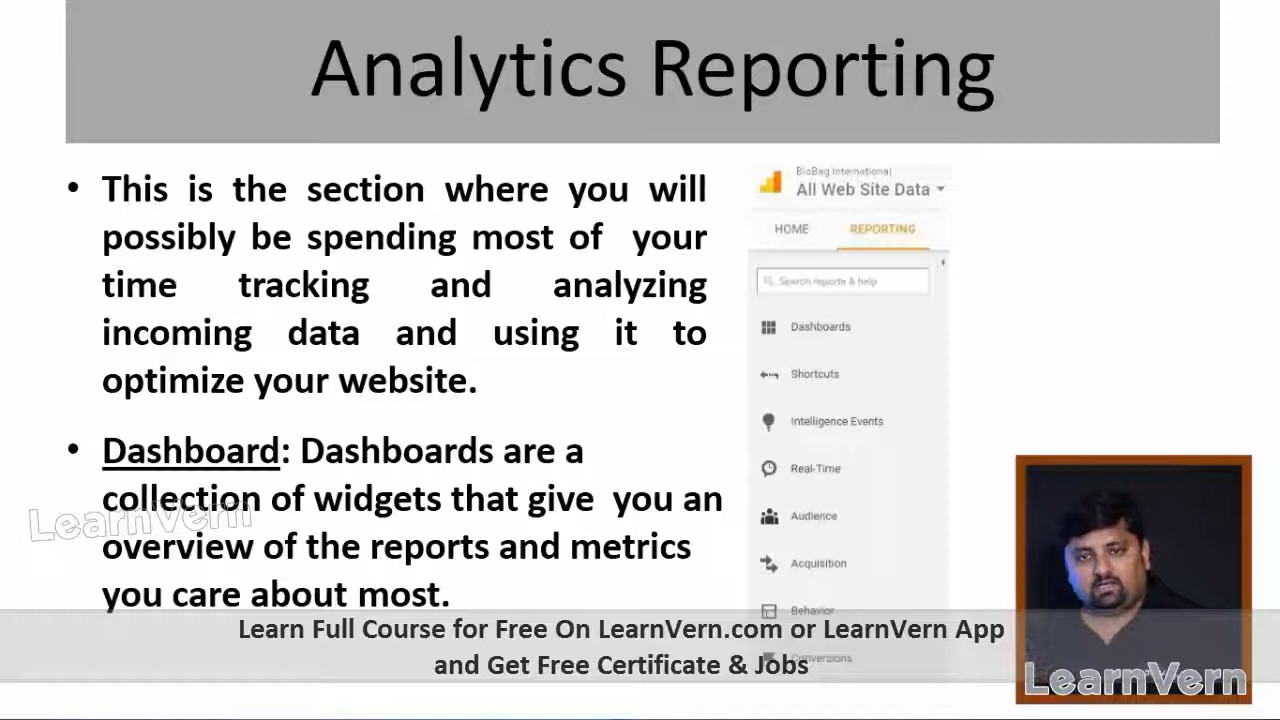 Analytics Reporting
• This is the section where you will
possibly be spending most of your
time tracking and analyzing
incoming data and using it to
optimize your website.
• Dashboard: Dashboards are a
collection of widgets that give you an
overview of the reports and metrics
you care about most.
BioBag International
All Web Site Data
HOME REPORTING
Search reports & help
Dashboards
Shortcuts
Intelligence Events
Real-Time
Audience
Acquisition
Behavior
Conversions
LearnVern
Learn Full Course for Free On LearnVern.com or LearnVern App
and Get Free Certificate & Jobs
LearnVern